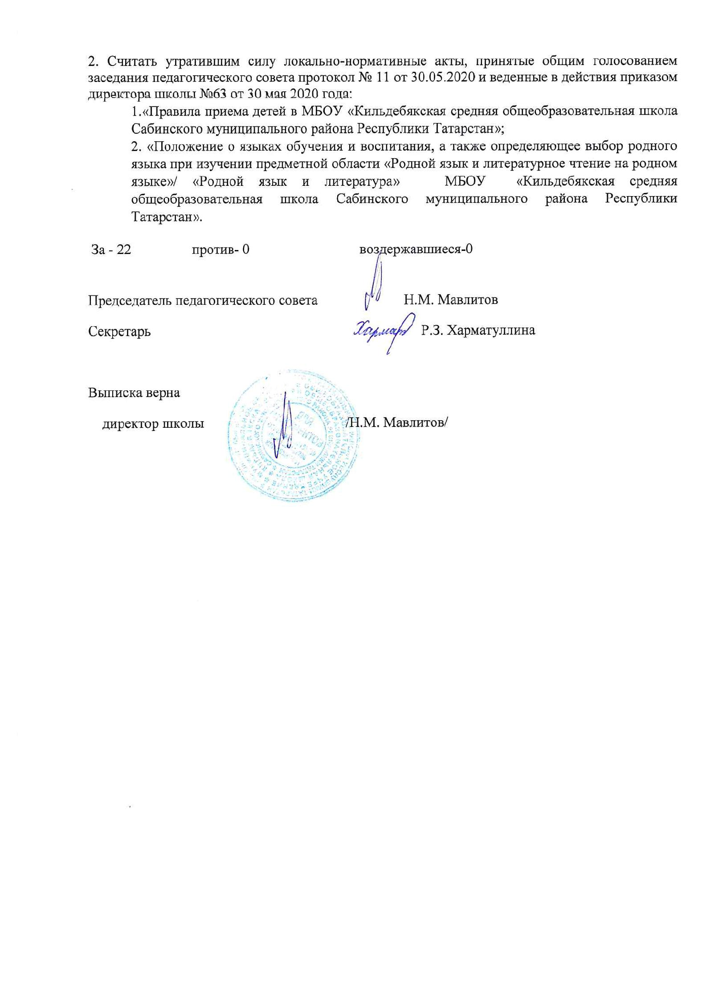 2. Считать утратившим силу локально-нормативные акты, принятые общим голосованием
заседания педагогического совета протокол № 11 от 30.05.2020 и веденные в действия приказом
директора школы №63 от 30 мая 2020 года:
1.«Правила приема детей в МБОУ «Кильдебякская средняя общеобразовательная школа
Сабинского муниципального района Республики Татарстан»;
2. «Положение о языках обучения и воспитания, а также определяющее выбор родного
языка при изучении предметной области «Родной язык и литературное чтение на родном
языке»/ «Родной язык и литература» МБОУ «Кильдебякская средняя
общеобразовательная школа Сабинского муниципального района Республики
Татарстан».
За - 22 против- 0 воздержавшиеся-0
Председатель педагогического совета Н.М. Мавлитов
Секретарь Р.З. Харматуллина
Выписка верна
директор школы /Н.М. Мавлитов/